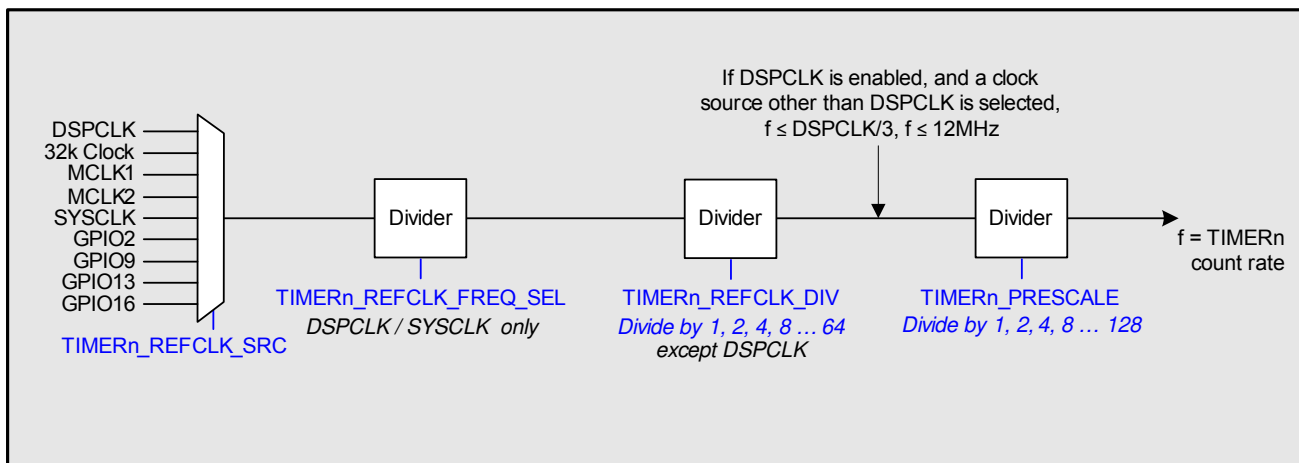 If DSPCLK is enabled, and a clock
source other than DSPCLK is selected,
f ≤ DSPCLK/3, f ≤ 12MHz
DSPCLK
32k Clock
MCLK1
MCLK2
SYSCLK
GPIO2
GPIO9
GPIO13
GPIO16
TIMERn_REFCLK_SRC
Divider
TIMERn_REFCLK_FREQ_SEL
DSPCLK / SYSCLK only
Divider
TIMERn_REFCLK_DIV
Divide by 1, 2, 4, 8 ... 64
except DSPCLK
Divider
TIMERn_PRESCALE
Divide by 1, 2, 4, 8 ... 128
f = TIMERn
count rate